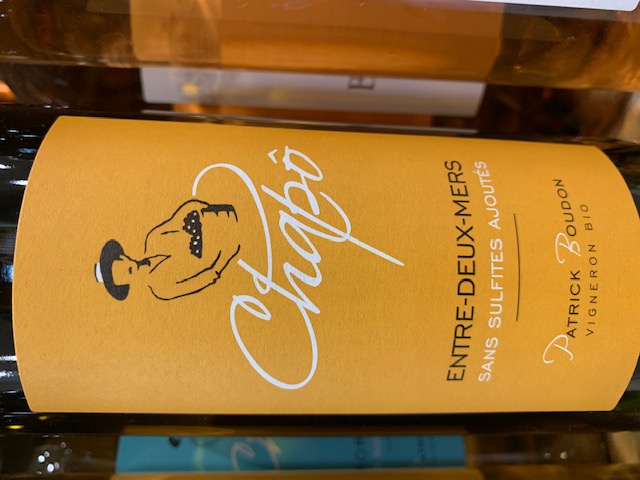 Chapô
ENTRE-DEUX-MERS
SANS SULFITES AJOUTÉS
PATRICK BOUDON
VIGNERON BIO